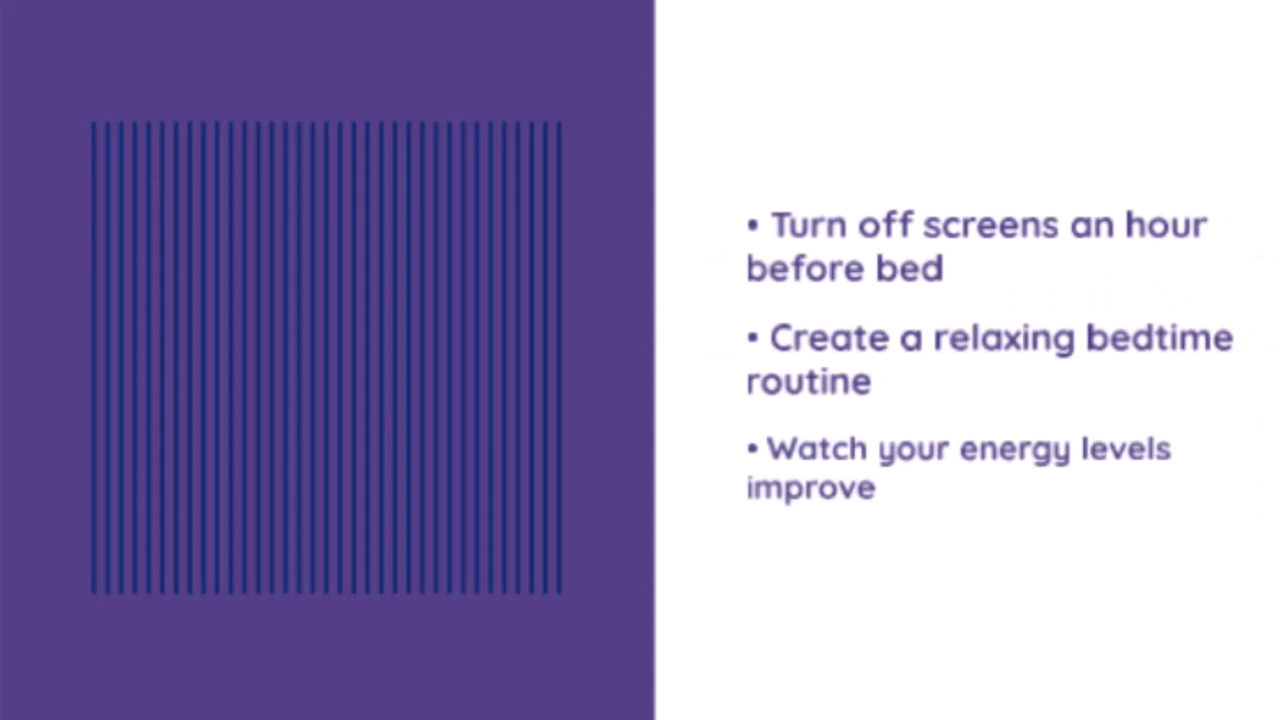 • Turn off screens an hour
before bed
• Create a relaxing bedtime
routine
• Watch your energy levels
improve